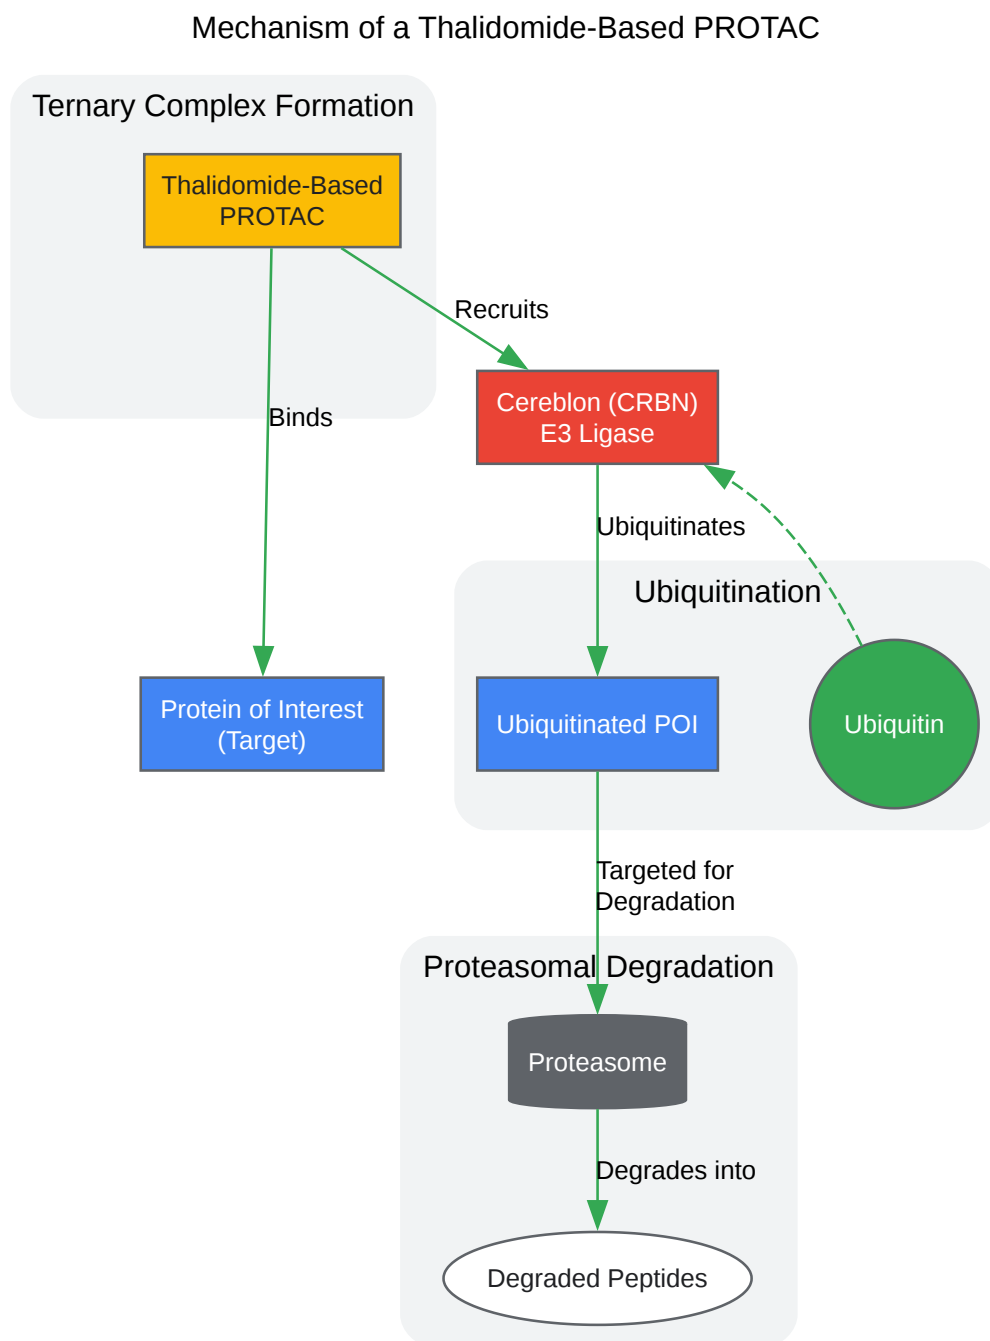 Mechanism of a Thalidomide-Based PROTAC
Ternary Complex Formation
Thalidomide-Based
PROTAC
Recruits
Cereblon (CRBN)
E3 Ligase
Binds
Ubiquitinates
Ubiquitination
Protein of Interest
(Target)
Ubiquitinated POI
Ubiquitin
Targeted for
Degradation
Proteasomal Degradation
Proteasome
Degrades into
Degraded Peptides